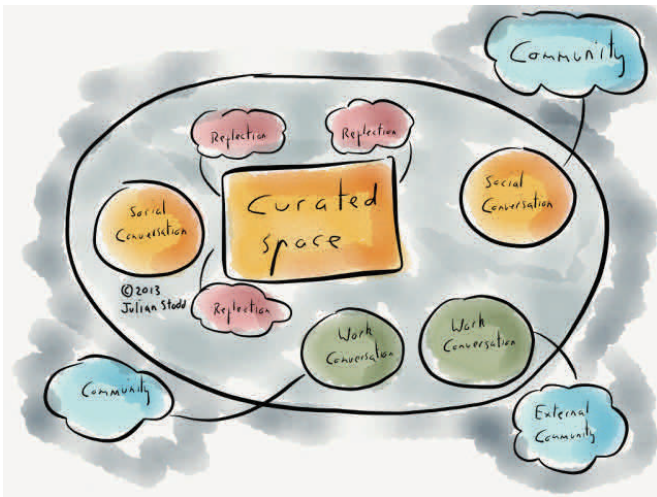 Community
Reflection
Reflection
Curated
space
Social
Conversation
Social
Conversation
©2013
Julian Stodd
Reflection
Work
Conversation
Work
Conversation
Community
External
Community